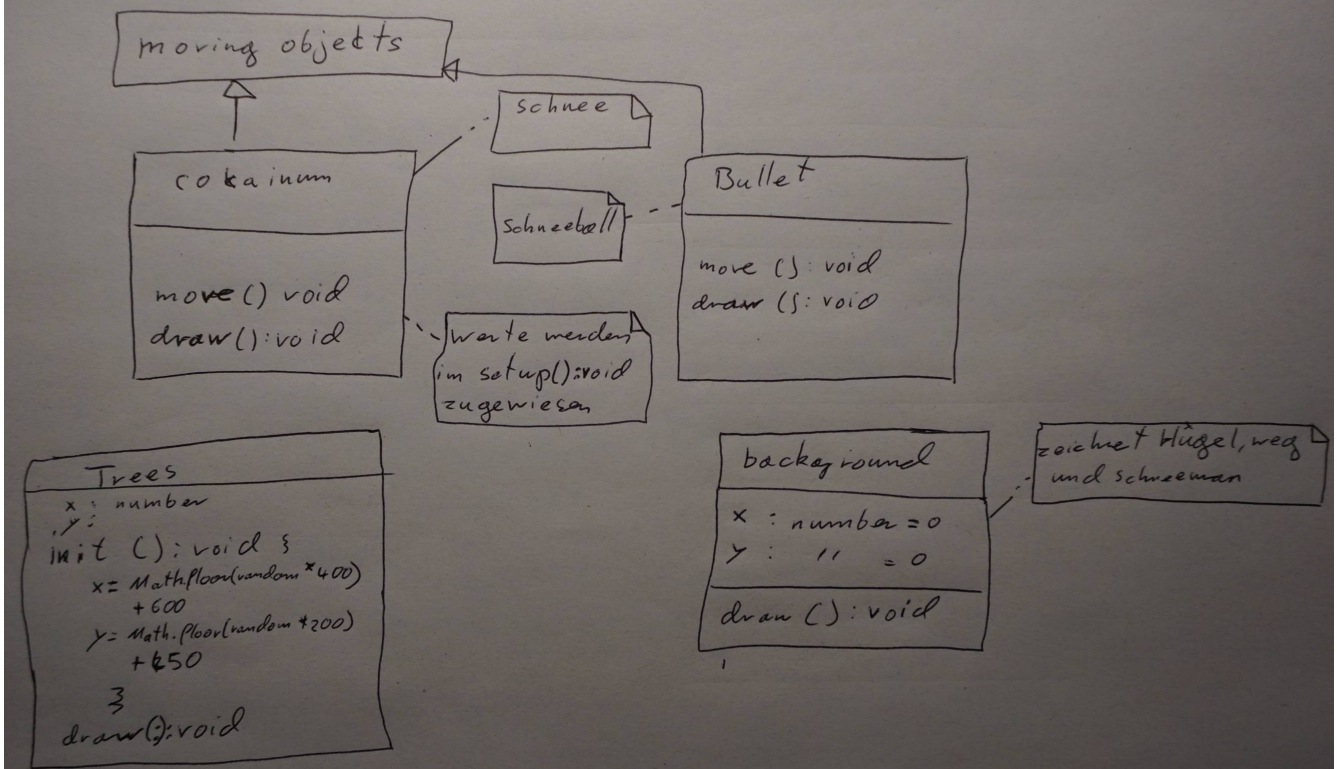 moving objekts
schnee
cokainum
move() void
draw():void
Bullet
move (): void
draw (): void
Schneeball
Werte werden
im setup():void
zugewiesen
Trees
x : number
y :
init (): void {
x= Math.floor(random*400)
+600
y= Math.floor(random*200)
+450
}
draw():void
background
x : number = 0
y : " = 0
draw (): void
zeichnet Hügel, weg
und schneeman